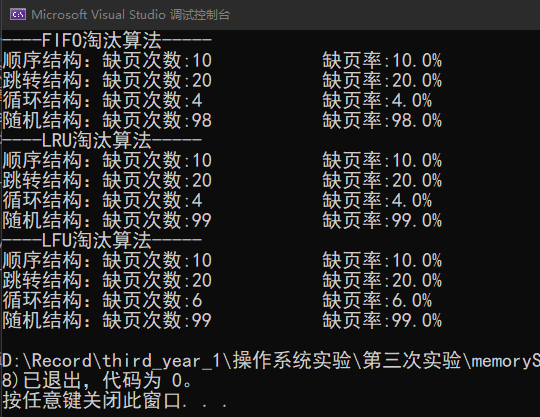 Microsoft Visual Studio 调试控制台
----FIFO淘汰算法-----
顺序结构：缺页次数:10 缺页率:10.0%
跳转结构：缺页次数:20 缺页率:20.0%
循环结构：缺页次数:4 缺页率:4.0%
随机结构：缺页次数:98 缺页率:98.0%
----LRU淘汰算法-----
顺序结构：缺页次数:10 缺页率:10.0%
跳转结构：缺页次数:20 缺页率:20.0%
循环结构：缺页次数:4 缺页率:4.0%
随机结构：缺页次数:99 缺页率:99.0%
----LFU淘汰算法-----
顺序结构：缺页次数:10 缺页率:10.0%
跳转结构：缺页次数:20 缺页率:20.0%
循环结构：缺页次数:6 缺页率:6.0%
随机结构：缺页次数:99 缺页率:99.0%
D:\Record\third_year_1\操作系统实验\第三次实验\memoryS
8)已退出，代码为 0。
按任意键关闭此窗口. . .